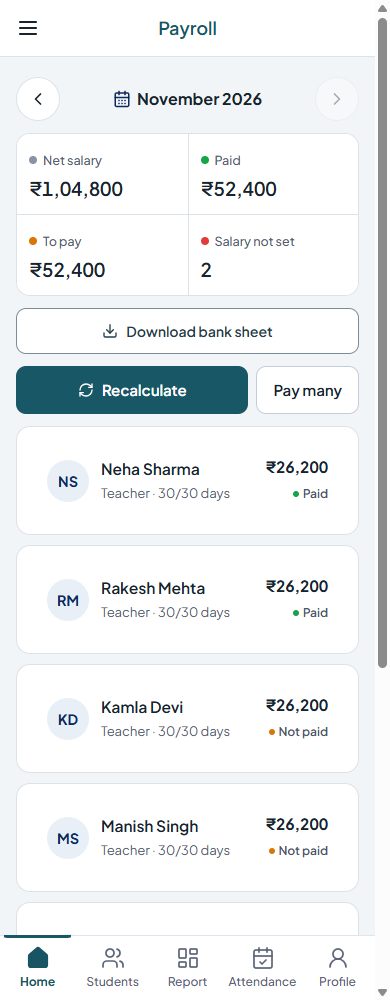 Payroll
November 2026
Net salary
₹1,04,800
Paid
₹52,400
To pay
₹52,400
Salary not set
2
Download bank sheet
Recalculate
Pay many
NS
Neha Sharma
Teacher · 30/30 days
₹26,200
Paid
RM
Rakesh Mehta
Teacher · 30/30 days
₹26,200
Paid
KD
Kamla Devi
Teacher · 30/30 days
₹26,200
Not paid
MS
Manish Singh
Teacher · 30/30 days
₹26,200
Not paid
Home
Students
Report
Attendance
Profile